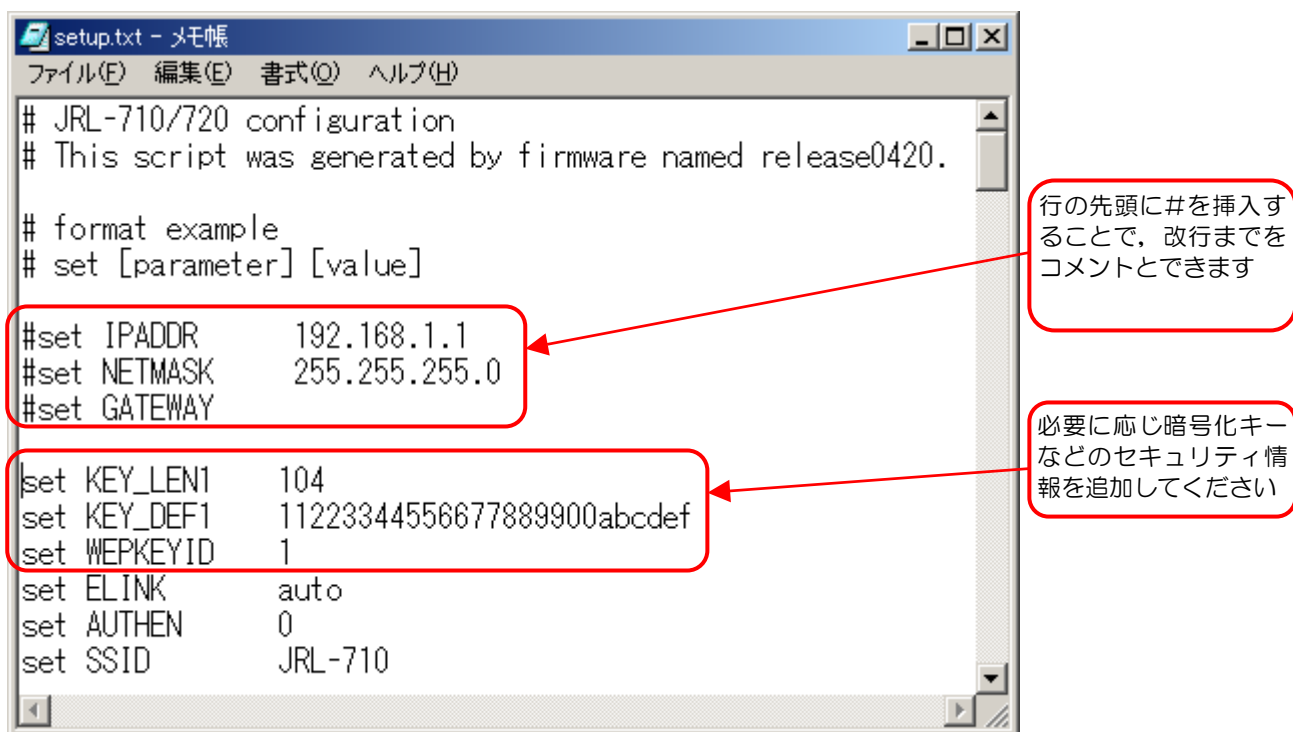 setup.txt - メモ帳
ファイル(F) 編集(E) 書式(O) ヘルプ(H)
# JRL-710/720 configuration
# This script was generated by firmware named release0420.
# format example
# set [parameter] [value]
#set IPADDR 192.168.1.1
#set NETMASK 255.255.255.0
#set GATEWAY
set KEY_LEN1 104
set KEY_DEF1 11223344556677889900abcdef
set WEPKEYID 1
set ELINK auto
set AUTHEN 0
set SSID JRL-710
行の先頭に＃を挿入す
ることで，改行までを
コメントとできます
必要に応じ暗号化キー
などのセキュリティ情
報を追加してください